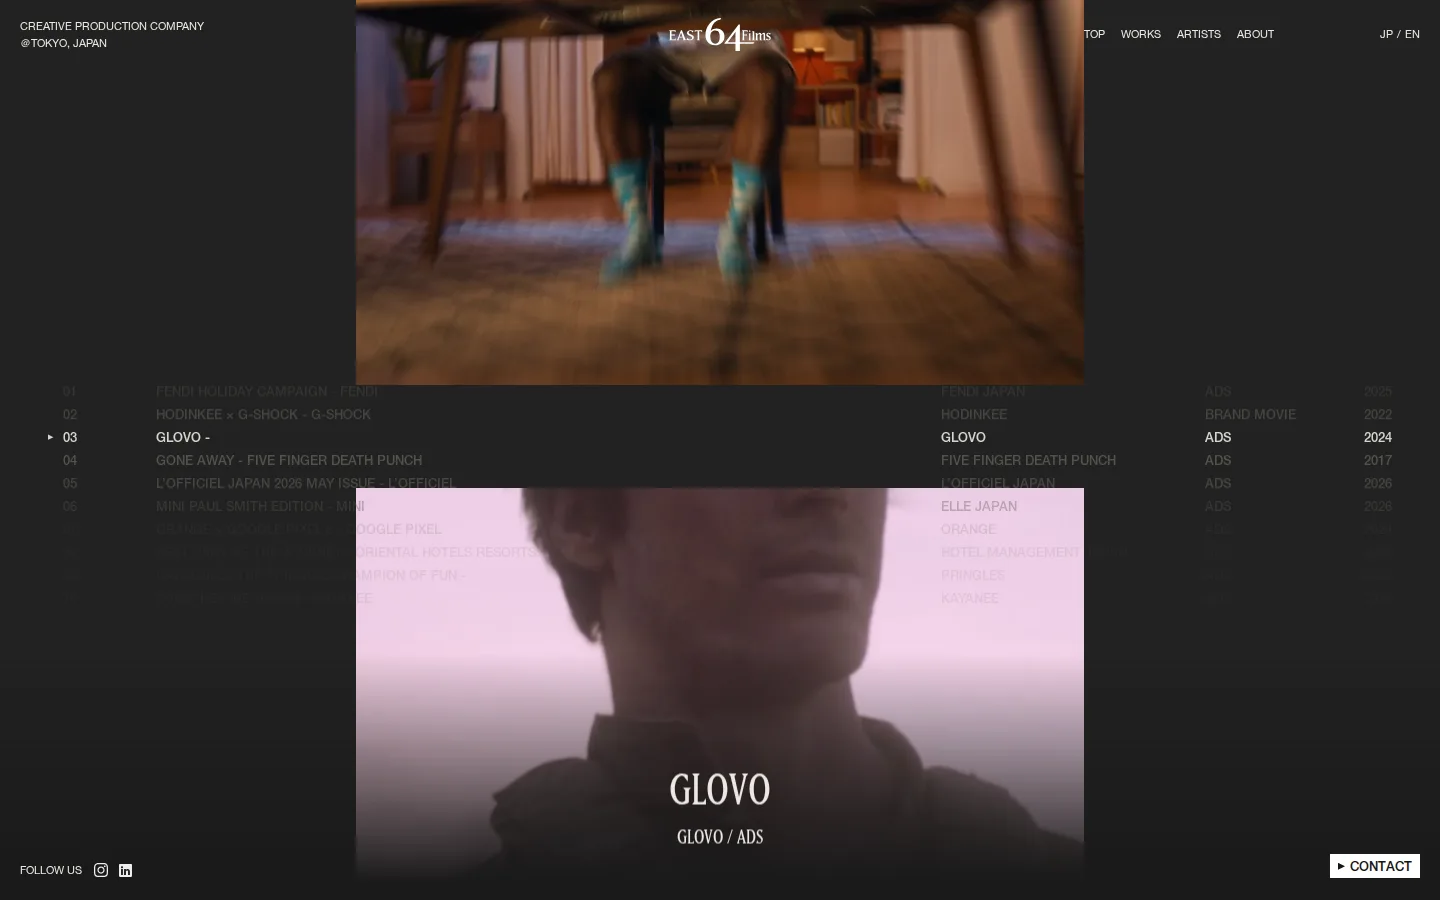 CREATIVE PRODUCTION COMPANY
@TOKYO, JAPAN
EAST 64 Films
TOP WORKS ARTISTS ABOUT JP / EN
01 FENDI HOLIDAY CAMPAIGN - FENDI FENDI JAPAN ADS 2025
02 HODINKEE × G-SHOCK - G-SHOCK HODINKEE BRAND MOVIE 2022
03 GLOVO - GLOVO ADS 2024
04 GONE AWAY - FIVE FINGER DEATH PUNCH FIVE FINGER DEATH PUNCH ADS 2017
05 L'OFFICIEL JAPAN 2026 MAY ISSUE - L'OFFICIEL L'OFFICIEL JAPAN ADS 2026
06 MINI PAUL SMITH EDITION - MINI ELLE JAPAN ADS 2026
GOOGLE PIXEL ORANGE ADS
ORIENTAL HOTELS RESORTS HOTEL MANAGEMENT
CHAMPION OF 'FUN' - PRINGLES
KAYANEE
GLOVO
GLOVO / ADS
FOLLOW US
CONTACT